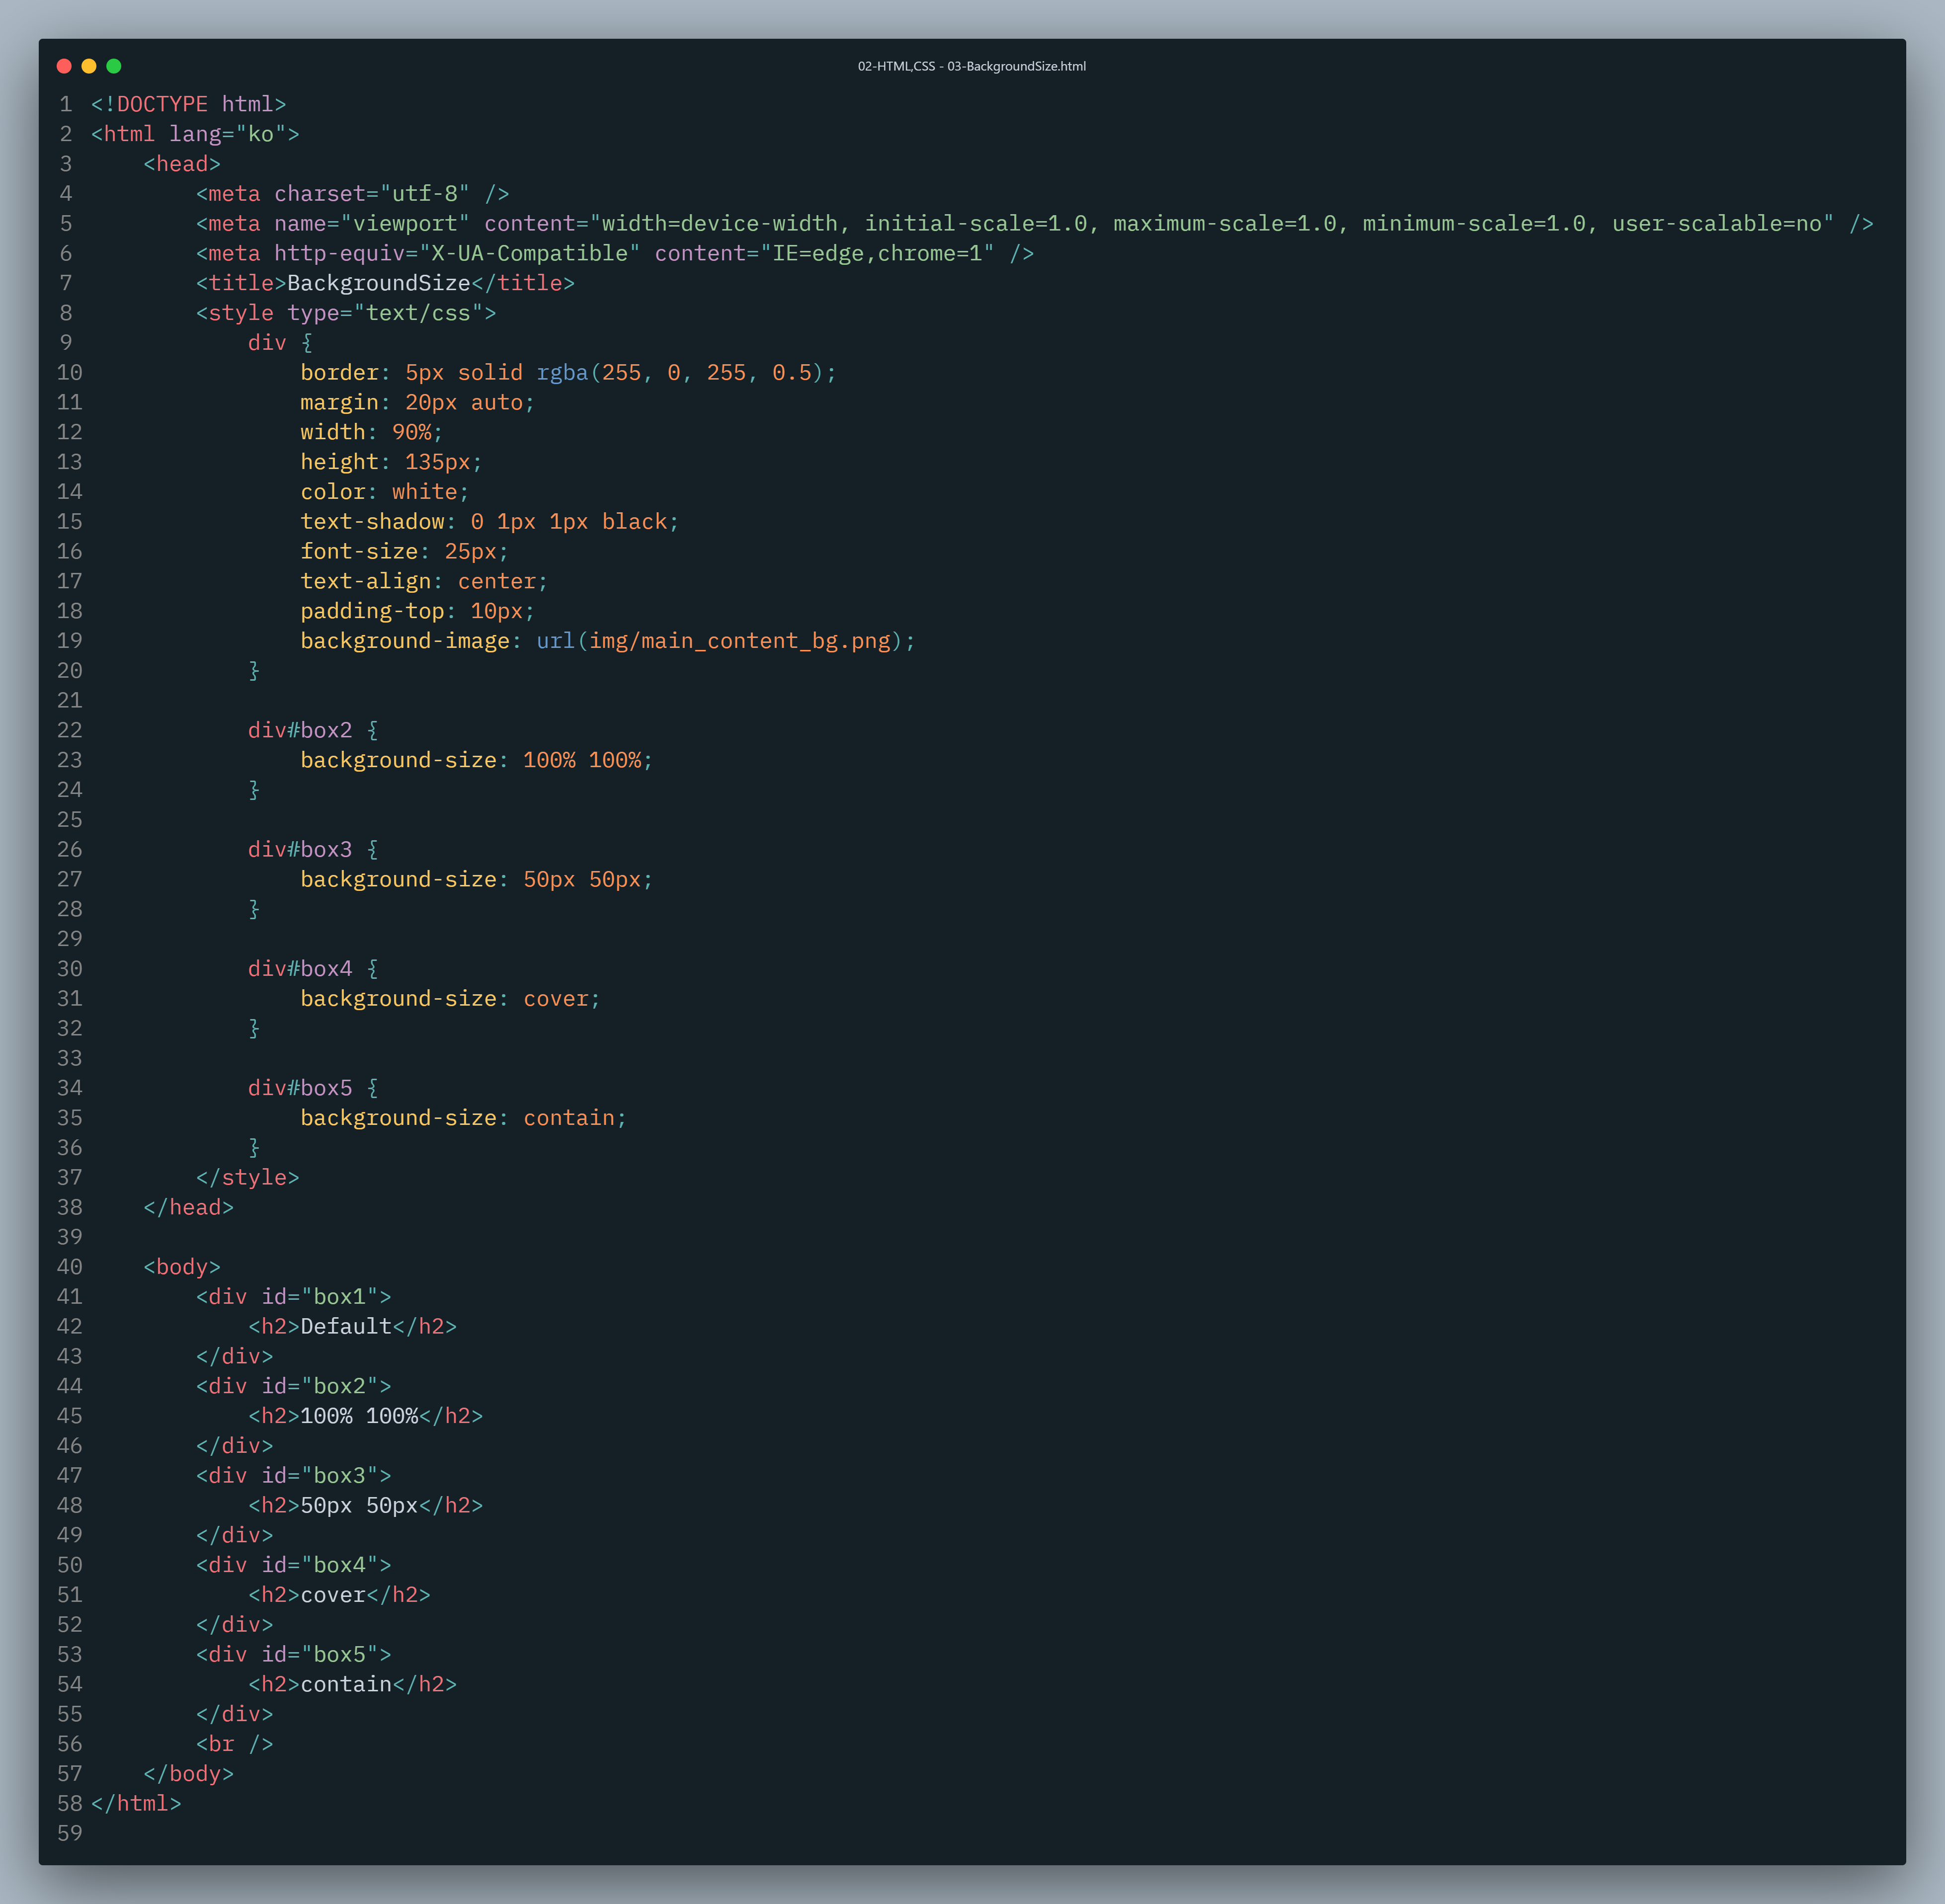 02-HTML,CSS - 03-BackgroundSize.html
1 <!DOCTYPE html>
2 <html lang="ko">
3     <head>
4         <meta charset="utf-8" />
5         <meta name="viewport" content="width=device-width, initial-scale=1.0, maximum-scale=1.0, minimum-scale=1.0, user-scalable=no" />
6         <meta http-equiv="X-UA-Compatible" content="IE=edge,chrome=1" />
7         <title>BackgroundSize</title>
8         <style type="text/css">
9             div {
10                 border: 5px solid rgba(255, 0, 255, 0.5);
11                 margin: 20px auto;
12                 width: 90%;
13                 height: 135px;
14                 color: white;
15                 text-shadow: 0 1px 1px black;
16                 font-size: 25px;
17                 text-align: center;
18                 padding-top: 10px;
19                 background-image: url(img/main_content_bg.png);
20             }
21
22             div#box2 {
23                 background-size: 100% 100%;
24             }
25
26             div#box3 {
27                 background-size: 50px 50px;
28             }
29
30             div#box4 {
31                 background-size: cover;
32             }
33
34             div#box5 {
35                 background-size: contain;
36             }
37         </style>
38     </head>
39
40     <body>
41         <div id="box1">
42             <h2>Default</h2>
43         </div>
44         <div id="box2">
45             <h2>100% 100%</h2>
46         </div>
47         <div id="box3">
48             <h2>50px 50px</h2>
49         </div>
50         <div id="box4">
51             <h2>cover</h2>
52         </div>
53         <div id="box5">
54             <h2>contain</h2>
55         </div>
56         <br />
57     </body>
58 </html>
59